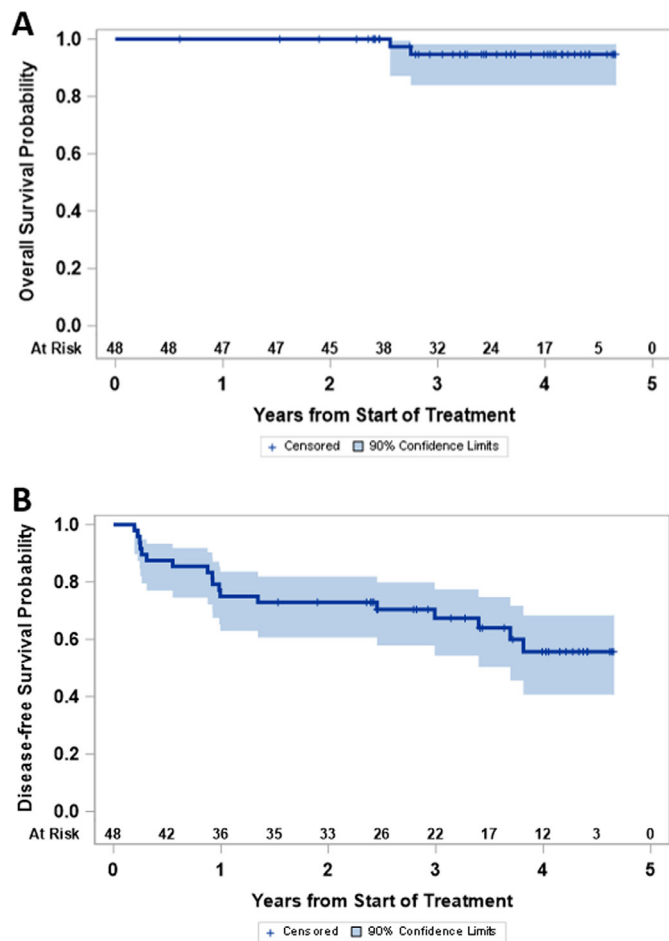 A
Overall Survival Probability
1.0
0.8
0.6
0.4
0.2
0.0
At Risk 48 48 47 47 45 38 32 24 17 5 0
0 1 2 3 4 5
Years from Start of Treatment
+ Censored 90% Confidence Limits
B
Disease-free Survival Probability
1.0
0.8
0.6
0.4
0.2
0.0
At Risk 48 42 36 35 33 26 22 17 12 3 0
0 1 2 3 4 5
Years from Start of Treatment
+ Censored 90% Confidence Limits